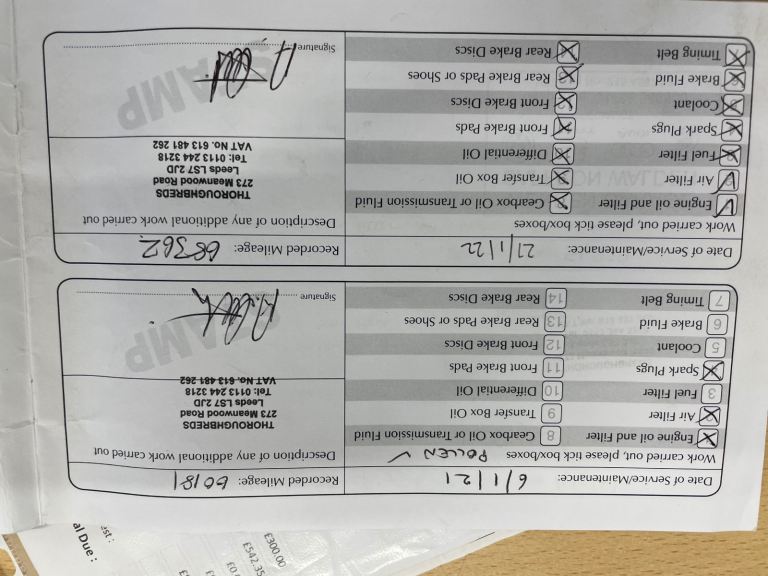 £300.00
£542.35
£0.
est :
al Due :
Date of Service/Maintenance: 6/1/21 Recorded Mileage: 60181
Work carried out, please tick box/boxes POLLEN ✓ Description of any additional work carried out
Engine oil and Filter 8 Gearbox Oil or Transmission Fluid
Air Filter 9 Transfer Box Oil
3 Fuel Filter 10 Differential Oil
Spark Plugs 11 Front Brake Pads
5 Coolant 12 Front Brake Discs
6 Brake Fluid 13 Rear Brake Pads or Shoes
7 Timing Belt 14 Rear Brake Discs
THOROUGHBREDS
273 Meanwood Road
Leeds LS7 2JD
Tel: 0113 244 3218
VAT No. 613 481 262
STAMP
Signature
Date of Service/Maintenance: 27/1/22 Recorded Mileage: 68362
Work carried out, please tick box/boxes Description of any additional work carried out
Engine oil and Filter Gearbox Oil or Transmission Fluid
Air Filter Transfer Box Oil
Fuel Filter Differential Oil
Spark Plugs Front Brake Pads
Coolant Front Brake Discs
Brake Fluid Rear Brake Pads or Shoes
Timing Belt Rear Brake Discs
THOROUGHBREDS
273 Meanwood Road
Leeds LS7 2JD
Tel: 0113 244 3218
VAT No. 613 481 262
STAMP
Signature